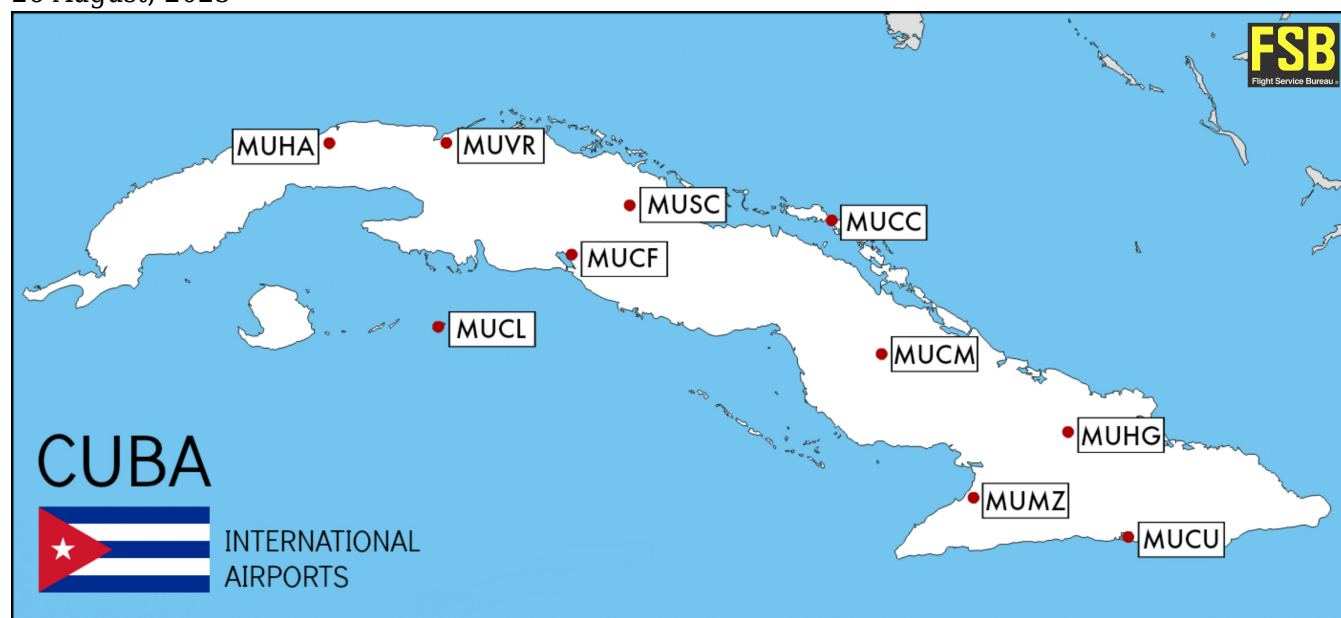 FSB
Flight Service Bureau
MUHA
MUVR
MUSC
MUCC
MUCF
MUCL
MUCM
MUHG
MUMZ
MUCU
CUBA
INTERNATIONAL
AIRPORTS